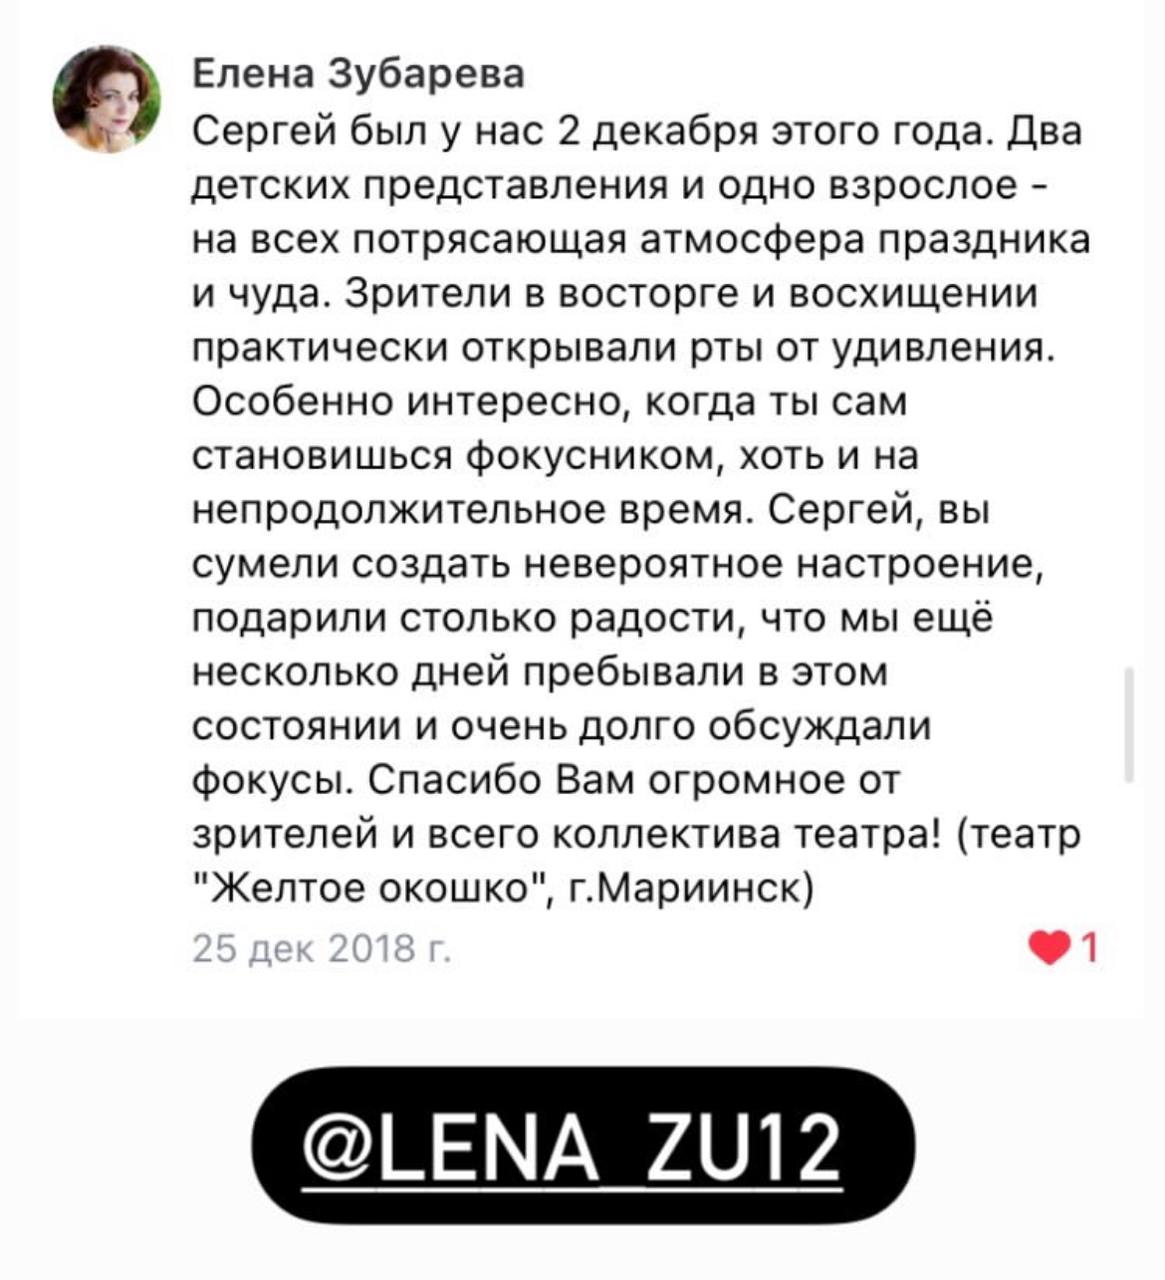 Елена Зубарева
Сергей был у нас 2 декабря этого года. Два
детских представления и одно взрослое -
на всех потрясающая атмосфера праздника
и чуда. Зрители в восторге и восхищении
практически открывали рты от удивления.
Особенно интересно, когда ты сам
становишься фокусником, хоть и на
непродолжительное время. Сергей, вы
сумели создать невероятное настроение,
подарили столько радости, что мы ещё
несколько дней пребывали в этом
состоянии и очень долго обсуждали
фокусы. Спасибо Вам огромное от
зрителей и всего коллектива театра! (театр
"Желтое окошко", г.Мариинск)
25 дек 2018 г. 1
@LENA_ZU12